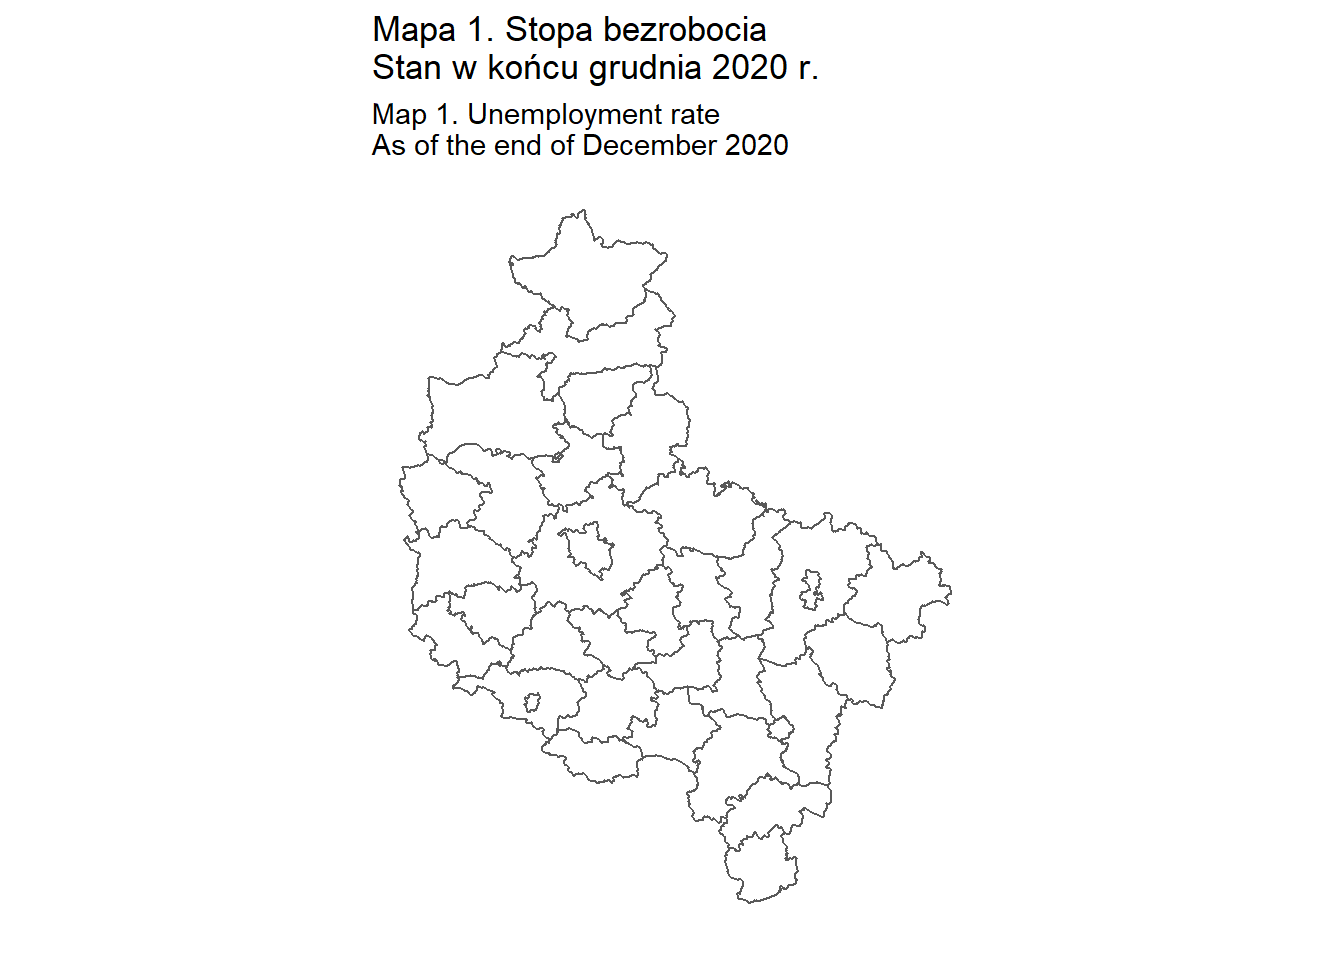 Mapa 1. Stopa bezrobocia
Stan w końcu grudnia 2020 r.
Map 1. Unemployment rate
As of the end of December 2020